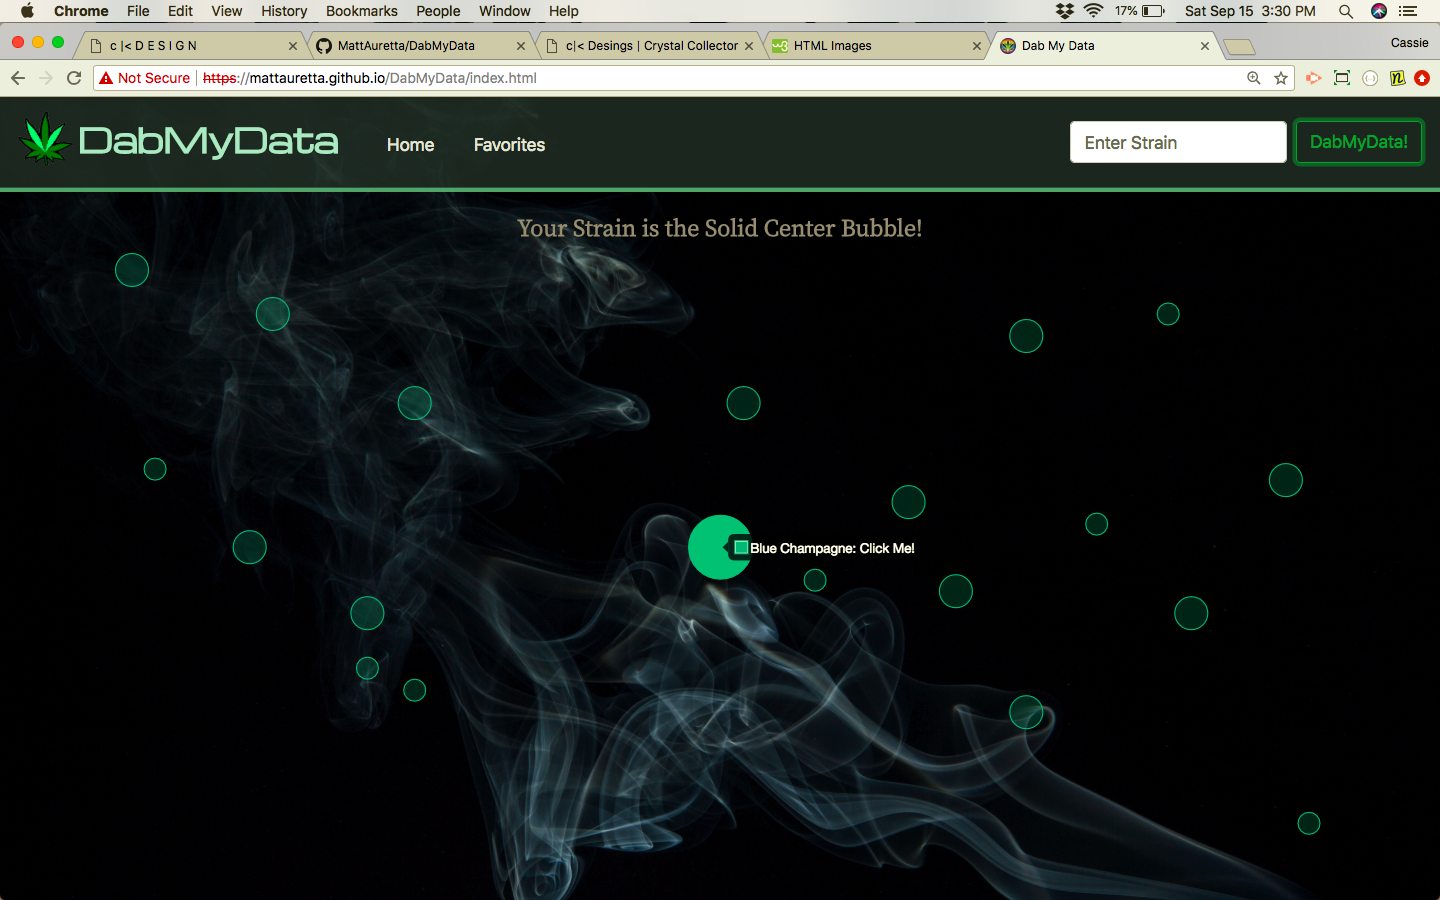 Chrome File Edit View History Bookmarks People Window Help 17% Sat Sep 15 3:30 PM
c |< D E S I G N MattAuretta/DabMyData c|< Desings | Crystal Collector HTML Images Dab My Data Cassie
Not Secure https://mattauretta.github.io/DabMyData/index.html
DabMyData Home Favorites Enter Strain DabMyData!
Your Strain is the Solid Center Bubble!
Blue Champagne: Click Me!